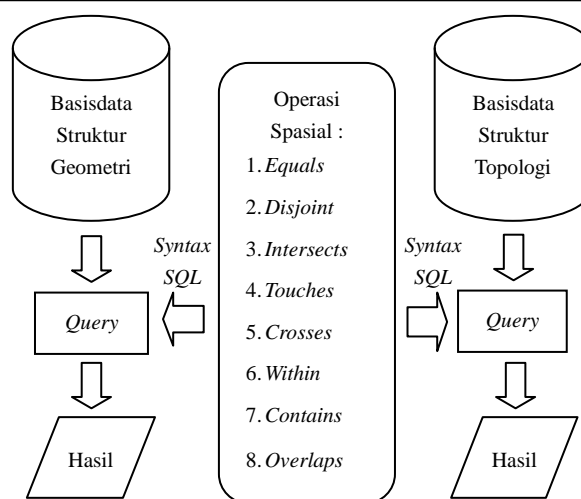 Basisdata
Struktur
Geometri
Syntax
SQL
Query
Hasil
Operasi
Spasial :
1. Equals
2. Disjoint
3. Intersects
4. Touches
5. Crosses
6. Within
7. Contains
8. Overlaps
Basisdata
Struktur
Topologi
Syntax
SQL
Query
Hasil